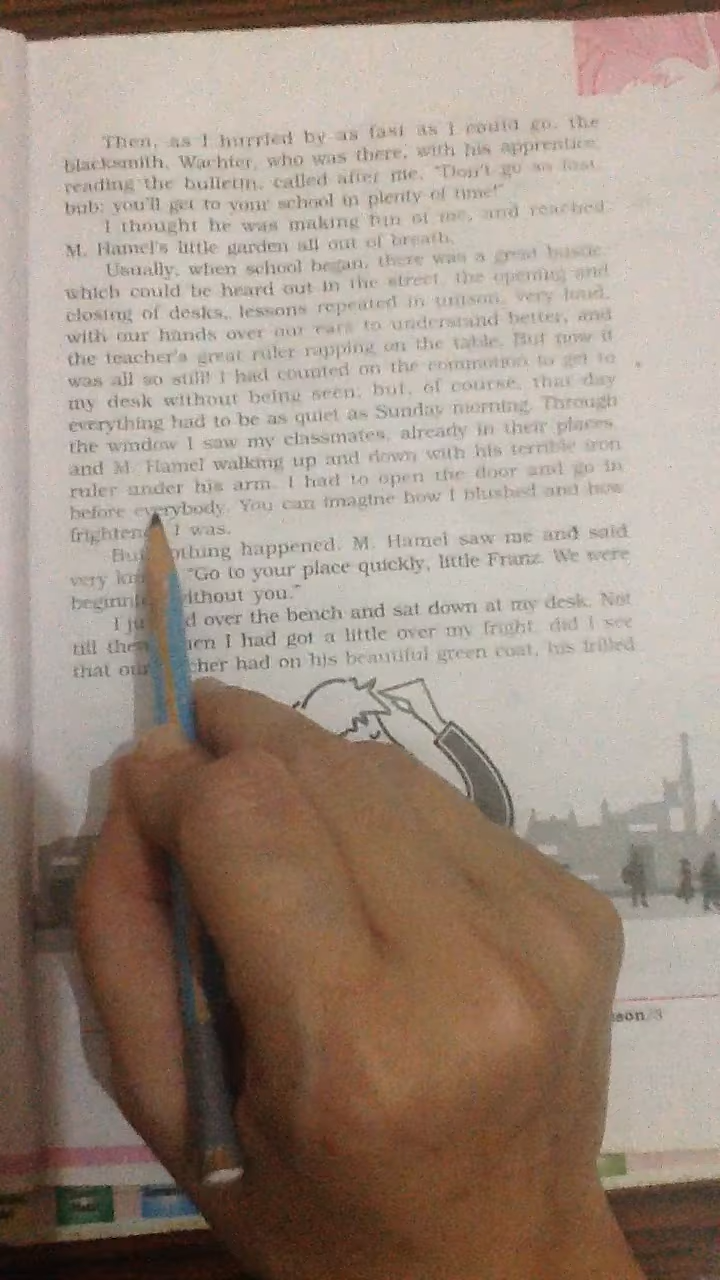 Then, as I hurried by as fast as I could go, the
blacksmith, Wachter, who was there, with his apprentice,
reading the bulletin, called after me, "Don't go so fast,
bub; you'll get to your school in plenty of time!"
I thought he was making fun of me, and reached
M. Hamel's little garden all out of breath.
Usually, when school began, there was a great bustle,
which could be heard out in the street, the opening and
closing of desks, lessons repeated in unison, very loud,
with our hands over our ears to understand better, and
the teacher's great ruler rapping on the table. But now it
was all so still! I had counted on the commotion to get to
my desk without being seen; but, of course, that day
everything had to be as quiet as Sunday morning. Through
the window I saw my classmates, already in their places,
and M. Hamel walking up and down with his terrible iron
ruler under his arm. I had to open the door and go in
before everybody. You can imagine how I blushed and how
frightened I was.
But nothing happened. M. Hamel saw me and said
very "Go to your place quickly, little Franz. We were
beginning without you."
I over the bench and sat down at my desk. Not
till then, when I had got a little over my fright, did I see
that our teacher had on his beautiful green coat, his frilled
3